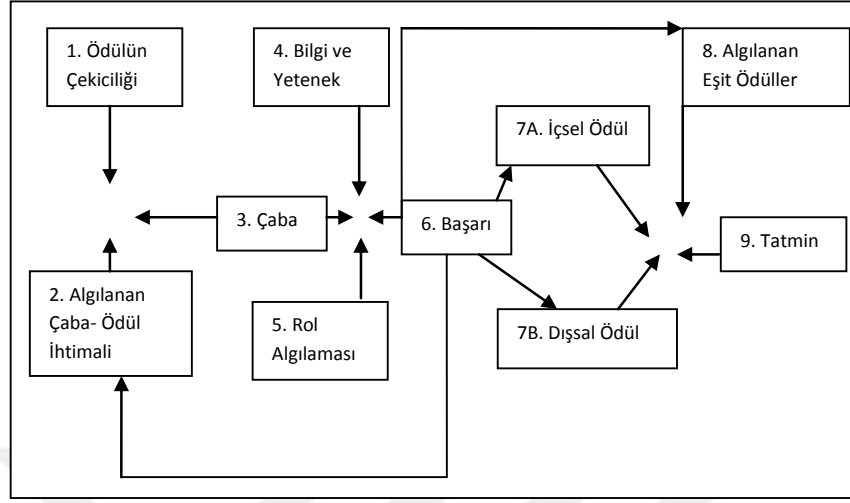 1. Ödülün
Çekiciliği
4. Bilgi ve
Yetenek
8. Algılanan
Eşit Ödüller
7A. İçsel Ödül
3. Çaba
6. Başarı
9. Tatmin
2. Algılanan
Çaba- Ödül
İhtimali
5. Rol
Algılaması
7B. Dışsal Ödül